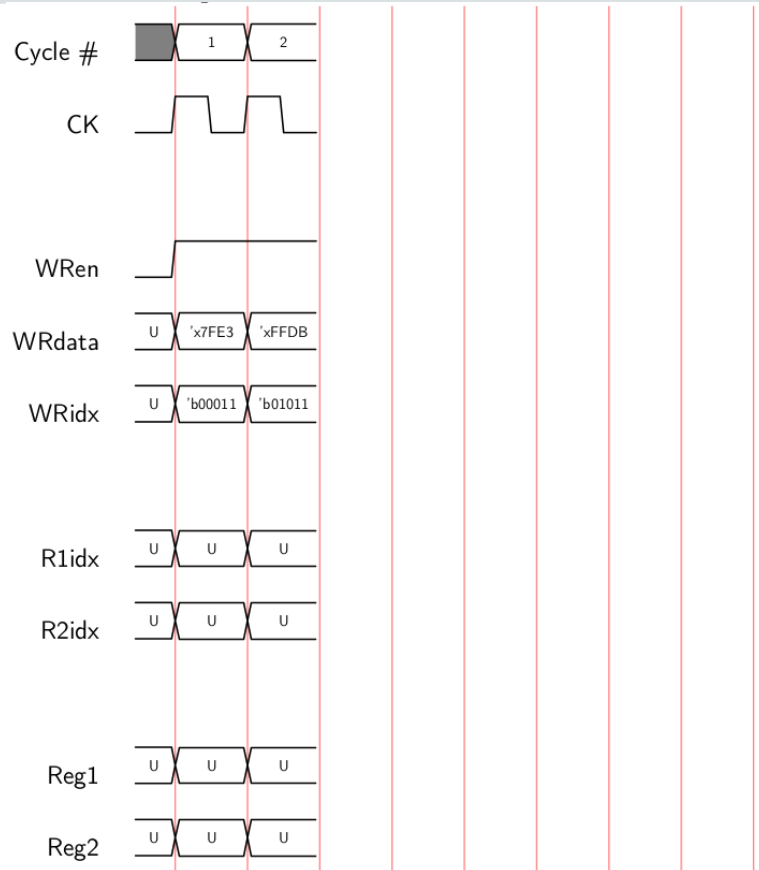 Cycle # 1 2
CK
WRen
WRdata U 'x7FE3 'xFFDB
WRidx U 'b00011 'b01011
R1idx U U U
R2idx U U U
Reg1 U U U
Reg2 U U U